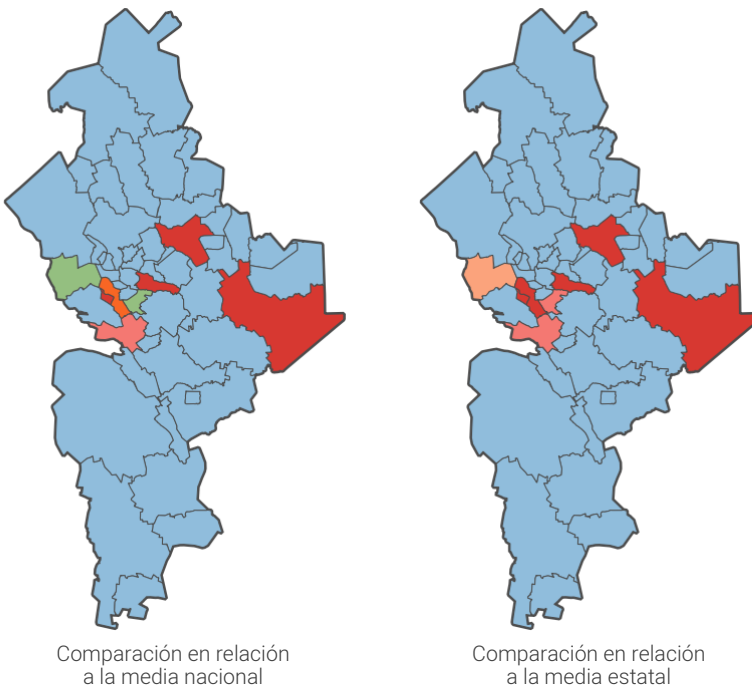 Comparación en relación
a la media nacional
Comparación en relación
a la media estatal